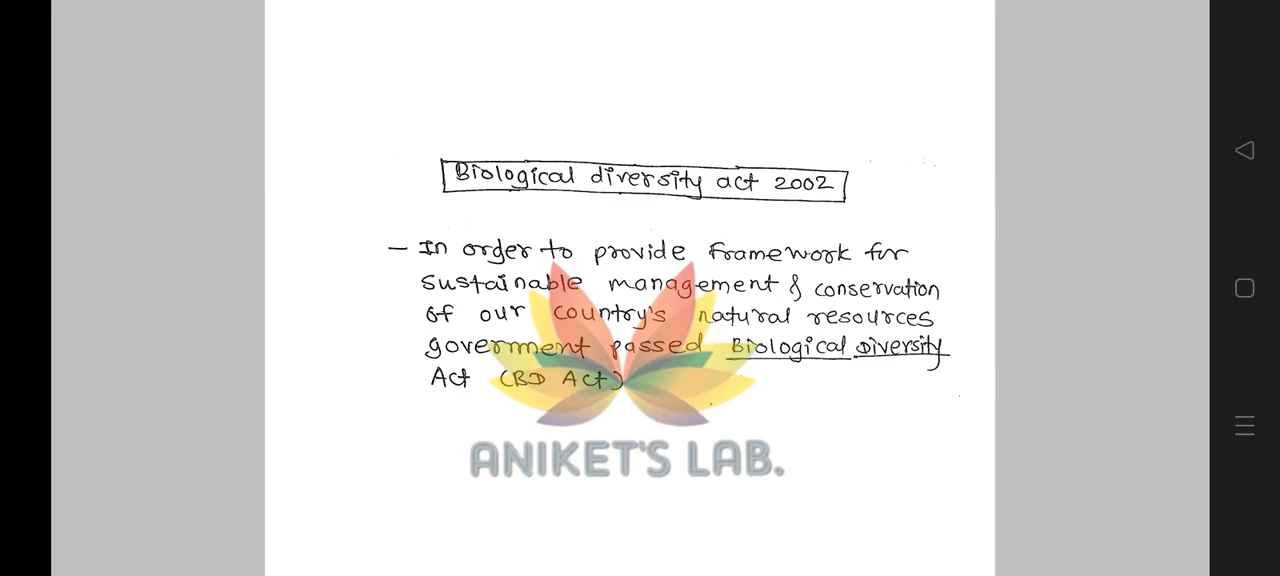 Biological diversity act 2002
— In order to provide framework for
sustainable management & conservation
of our country's natural resources
goverment passed Biological Diversity
Act (BD Act)
ANIKET'S LAB.